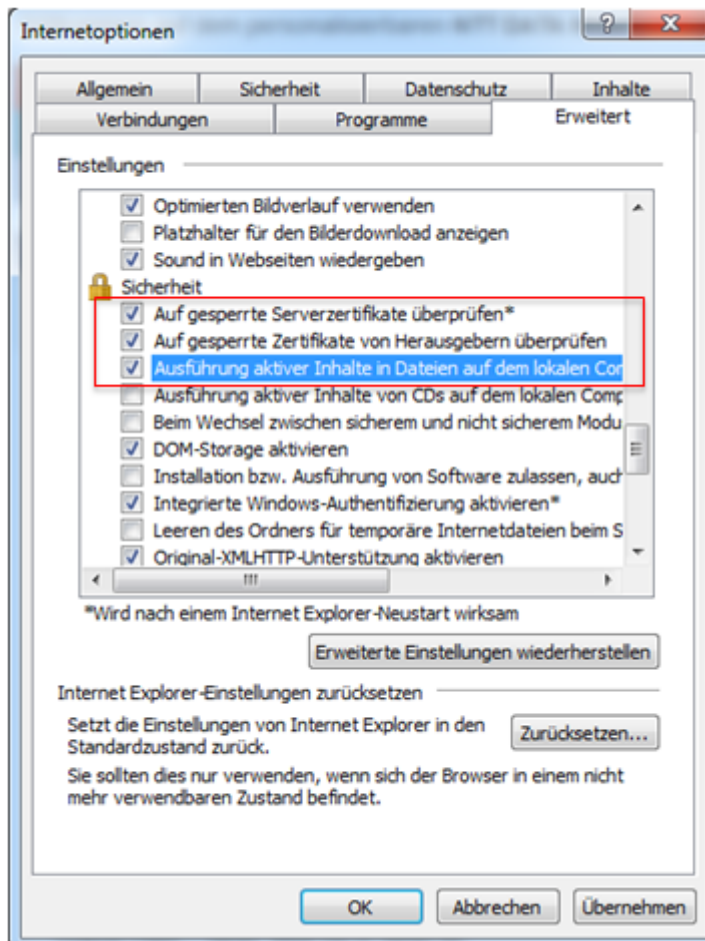 Internetoptionen
Allgemein
Sicherheit
Datenschutz
Inhalte
Verbindungen
Programme
Erweitert
Einstellungen
Optimierten Bildverlauf verwenden
Platzhalter für den Bilderdownload anzeigen
Sound in Webseiten wiedergeben
Sicherheit
Auf gesperrte Serverzertifikate überprüfen*
Auf gesperrte Zertifikate von Herausgebern überprüfen
Ausführung aktiver Inhalte in Dateien auf dem lokalen Con
Ausführung aktiver Inhalte von CDs auf dem lokalen Comp
Beim Wechsel zwischen sicherem und nicht sicherem Modu
DOM-Storage aktivieren
Installation bzw. Ausführung von Software zulassen, auch
Integrierte Windows-Authentifizierung aktivieren*
Leeren des Ordners für temporäre Internetdateien beim S
Original-XMLHTTP-Unterstützung aktivieren
*Wird nach einem Internet Explorer-Neustart wirksam
Erweiterte Einstellungen wiederherstellen
Internet Explorer-Einstellungen zurücksetzen
Setzt die Einstellungen von Internet Explorer in den
Standardzustand zurück.
Zurücksetzen...
Sie sollten dies nur verwenden, wenn sich der Browser in einem nicht
mehr verwendbaren Zustand befindet.
OK
Abbrechen
Übernehmen